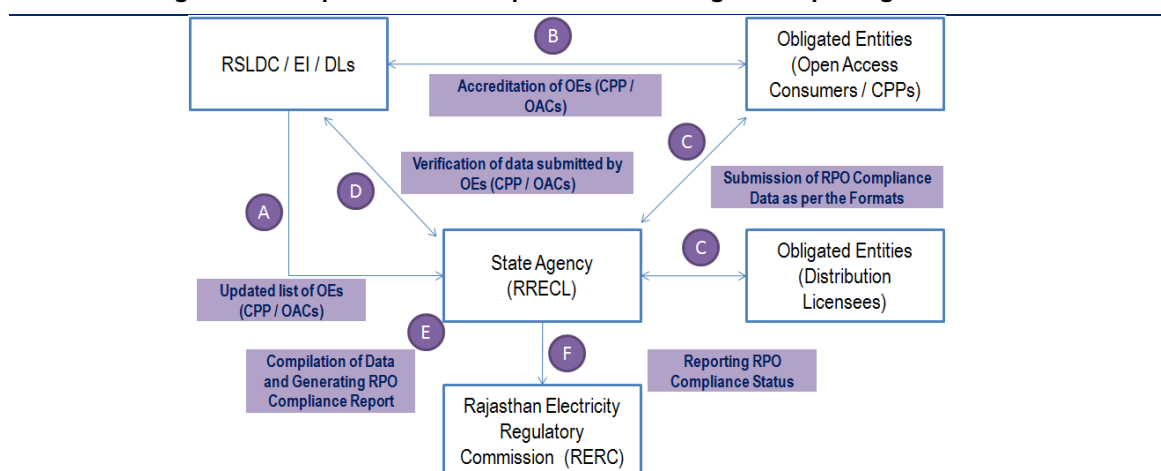 B
RSLDC / EI / DLs
Obligated Entities
(Open Access
Consumers / CPPs)
Accreditation of OEs (CPP /
OACs)
C
Verification of data submitted by
OEs (CPP / OACs)
D
Submission of RPO Compliance
Data as per the Formats
A
State Agency
(RRECL)
C
Obligated Entities
(Distribution
Licensees)
Updated list of OEs
(CPP / OACs)
E
Compilation of Data
and Generating RPO
Compliance Report
F
Reporting RPO
Compliance Status
Rajasthan Electricity
Regulatory
Commission (RERC)